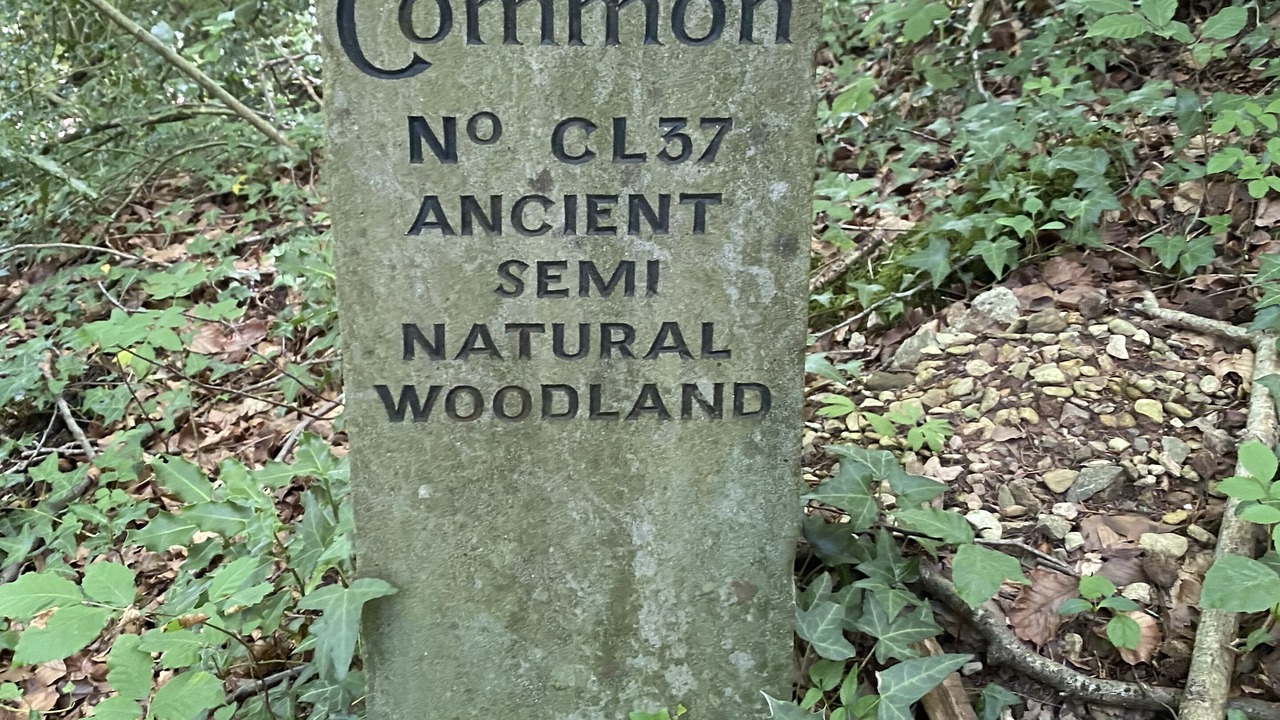 Common
Nº CL37
ANCIENT
SEMI
NATURAL
WOODLAND